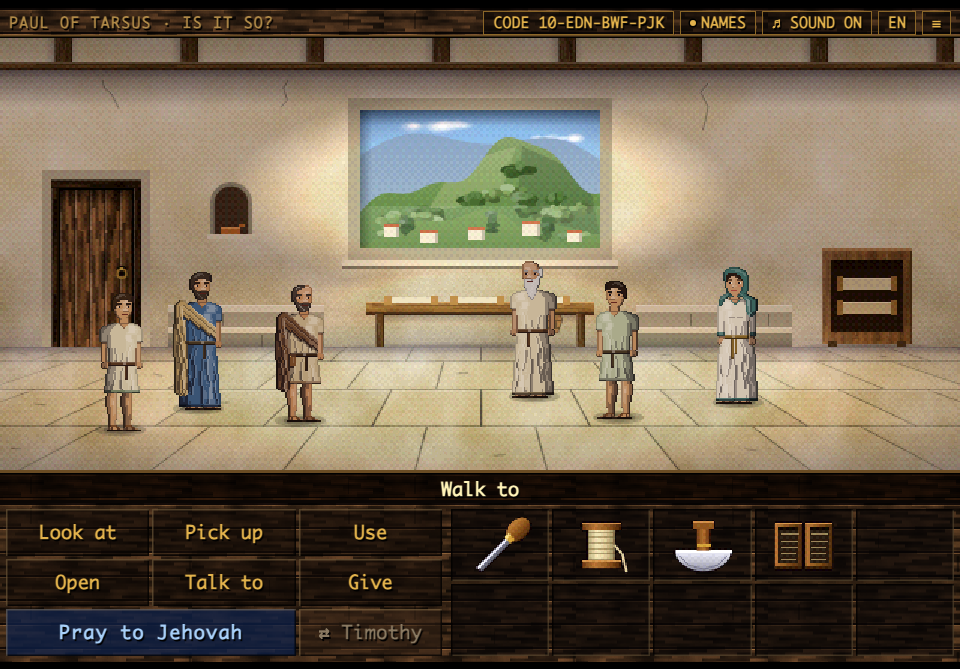 PAUL OF TARSUS · IS IT SO?
CODE 10-EDN-BWF-PJK
• NAMES
♬ SOUND ON
EN
≡
Walk to
Look at
Pick up
Use
Open
Talk to
Give
Pray to Jehovah
⇄ Timothy